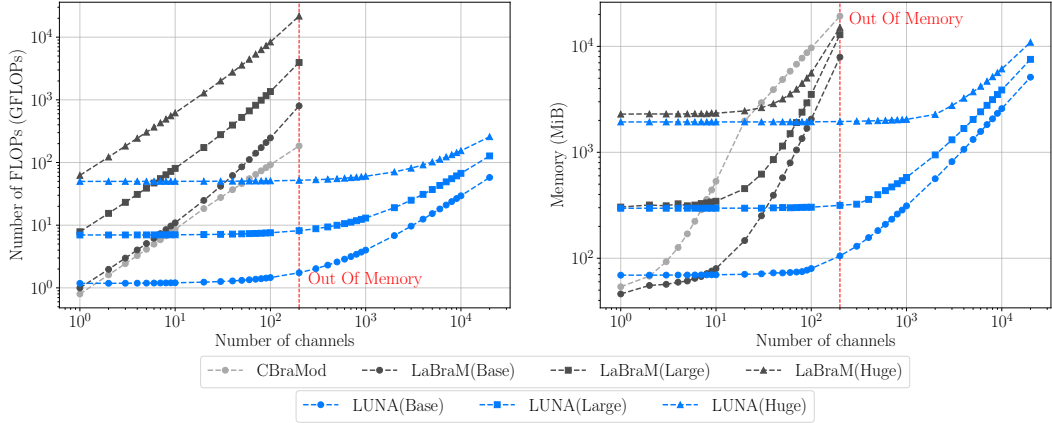 Number of FLOPs (GFLOPs)
10^4
10^3
10^2
10^1
10^0
Out Of Memory
10^0 10^1 10^2 10^3 10^4
Number of channels
Memory (MiB)
10^4
10^3
10^2
Out Of Memory
10^0 10^1 10^2 10^3 10^4
Number of channels
CBraMod LaBraM(Base) LaBraM(Large) LaBraM(Huge)
LUNA(Base) LUNA(Large) LUNA(Huge)